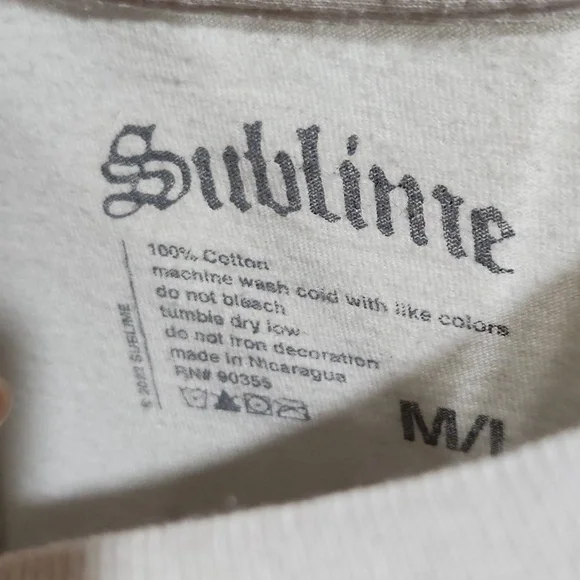 Sublime
100% Cotton
machine wash cold with like colors
do not bleach
tumble dry low
do not iron decoration
made in Nicaragua
RN# 90355
© 2022 SUBLIME
M/L